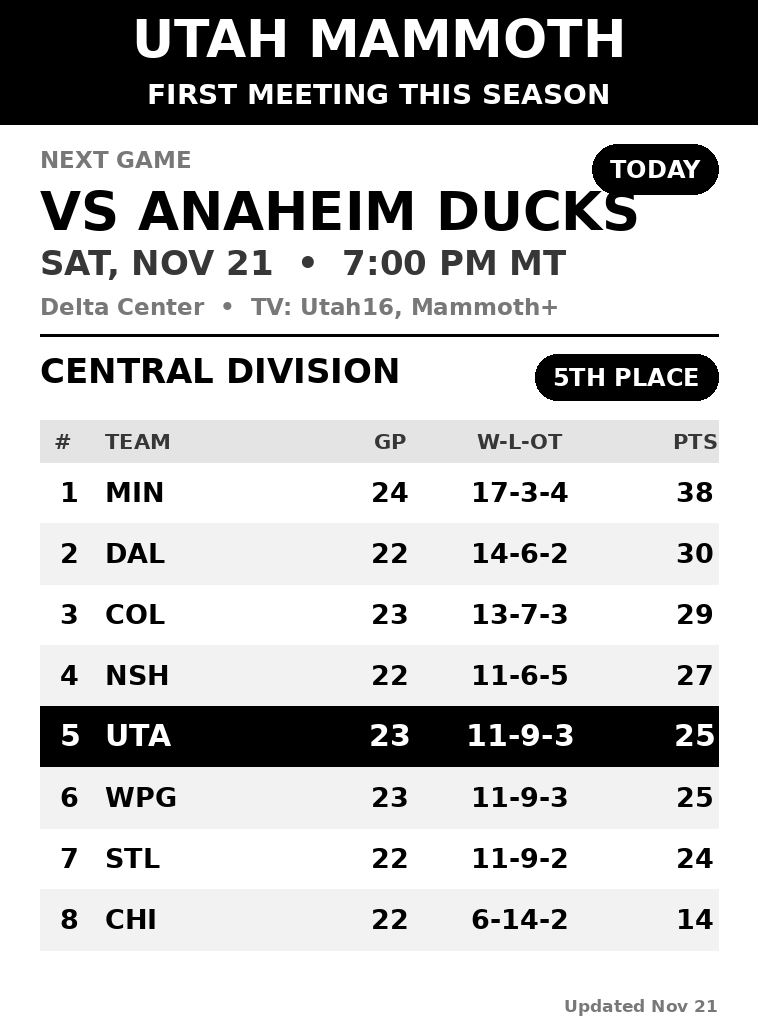 UTAH MAMMOTH
FIRST MEETING THIS SEASON
NEXT GAME
TODAY
VS ANAHEIM DUCKS
SAT, NOV 21 • 7:00 PM MT
Delta Center • TV: Utah16, Mammoth+
CENTRAL DIVISION
5TH PLACE
# TEAM GP W-L-OT PTS
1 MIN 24 17-3-4 38
2 DAL 22 14-6-2 30
3 COL 23 13-7-3 29
4 NSH 22 11-6-5 27
5 UTA 23 11-9-3 25
6 WPG 23 11-9-3 25
7 STL 22 11-9-2 24
8 CHI 22 6-14-2 14
Updated Nov 21